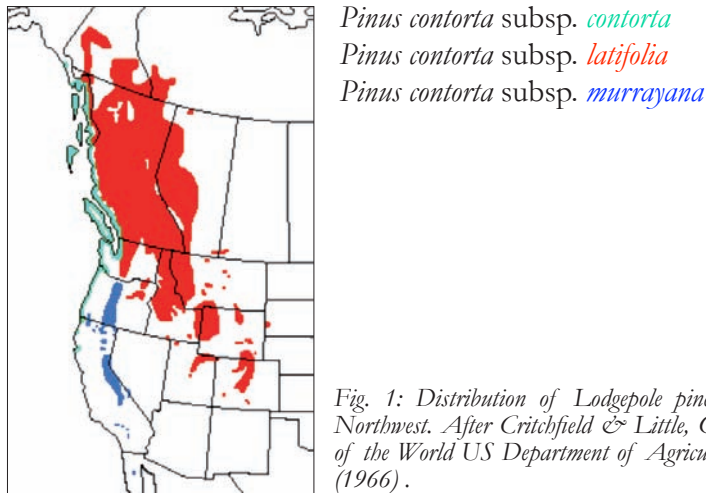 Pinus contorta subsp. contorta
Pinus contorta subsp. latifolia
Pinus contorta subsp. murrayana
Fig. 1: Distribution of Lodgepole pine
Northwest. After Critchfield & Little,
of the World US Department of
(1966).